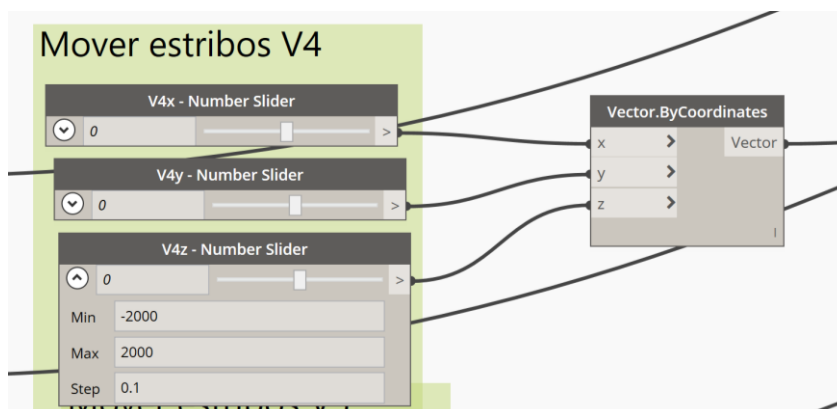 Mover estribos V4
V4x - Number Slider
0
>
V4y - Number Slider
0
>
V4z - Number Slider
0
>
Min -2000
Max 2000
Step 0.1
Vector.ByCoordinates
x > Vector
y >
z >
l